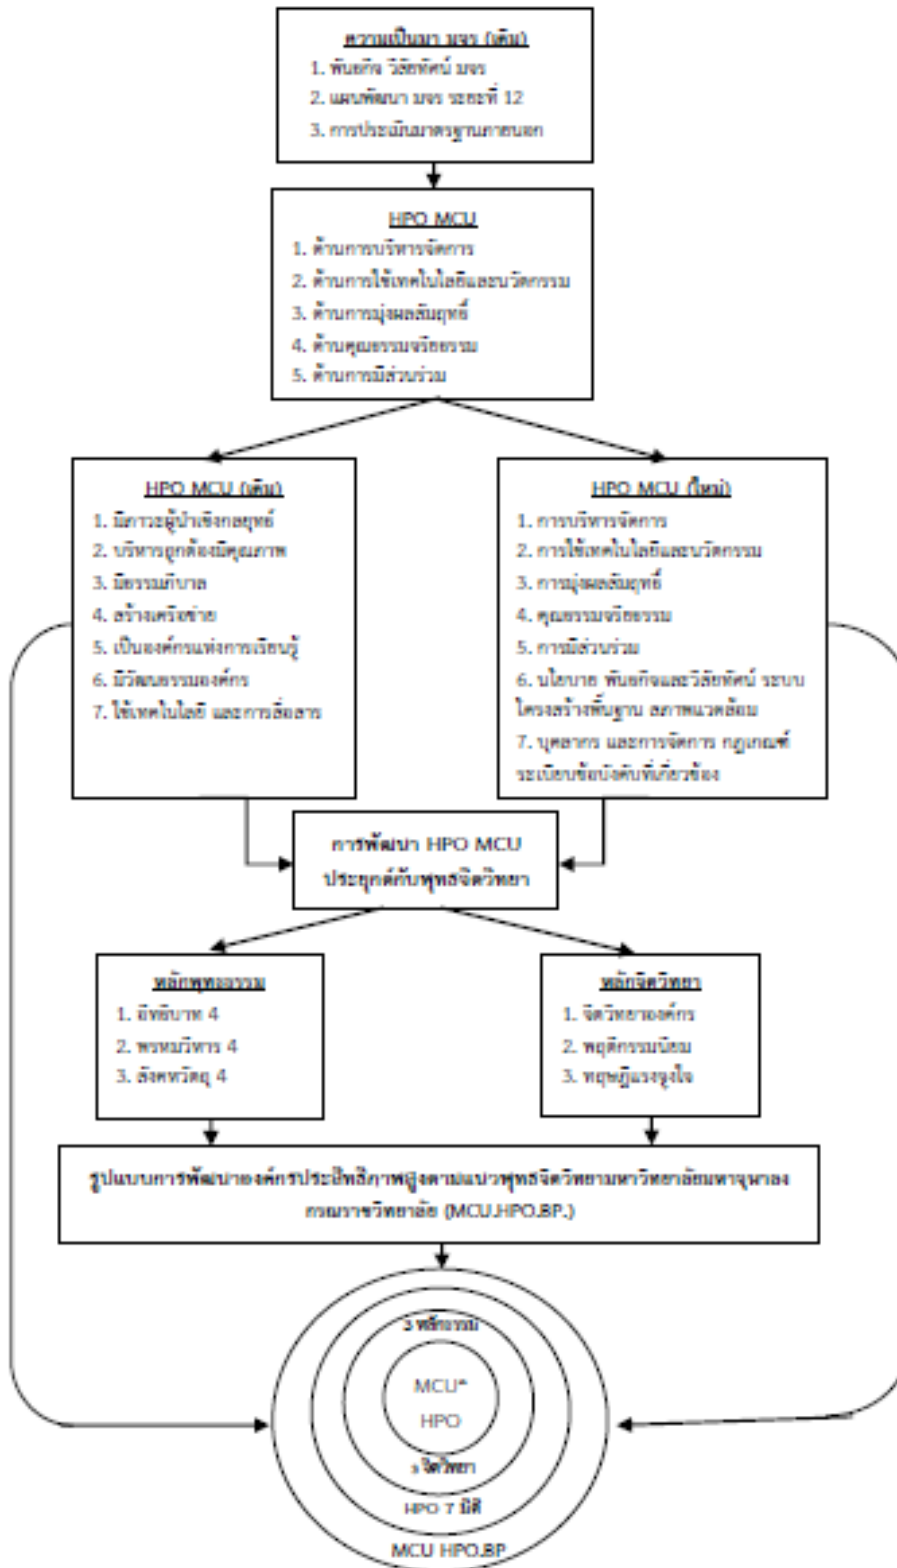 ความเป็นมา มจร (เดิม)
1. พันธกิจ วิสัยทัศน์ มจร
2. แผนพัฒนา มจร ระยะที่ 12
3. การประเมินมาตรฐานภายนอก
HPO MCU
1. ด้านการบริหารจัดการ
2. ด้านการใช้เทคโนโลยีและนวัตกรรม
3. ด้านการมุ่งผลสัมฤทธิ์
4. ด้านคุณธรรมจริยธรรม
5. ด้านการมีส่วนร่วม
HPO MCU (เดิม)
1. มีภาวะผู้นำเชิงกลยุทธ์
2. บริหารถูกต้องมีคุณภาพ
3. มีธรรมภิบาล
4. สร้างเครือข่าย
5. เป็นองค์กรแห่งการเรียนรู้
6. มีวัฒนธรรมองค์กร
7. ใช้เทคโนโลยี และการสื่อสาร
HPO MCU (ใหม่)
1. การบริหารจัดการ
2. การใช้เทคโนโลยีและนวัตกรรม
3. การมุ่งผลสัมฤทธิ์
4. คุณธรรมจริยธรรม
5. การมีส่วนร่วม
6. นโยบาย พันธกิจและวิสัยทัศน์ ระบบ
โครงสร้างพื้นฐาน สภาพแวดล้อม
7. บุคลากร และการจัดการ กฎเกณฑ์
ระเบียบข้อบังคับที่เกี่ยวข้อง
การพัฒนา HPO MCU
ประยุกต์กับพุทธจิตวิทยา
หลักพุทธธรรม
1. อิทธิบาท 4
2. พรหมวิหาร 4
3. สังคหวัตถุ 4
หลักจิตวิทยา
1. จิตวิทยาองค์กร
2. พฤติกรรมนิยม
3. ทฤษฎีแรงจูงใจ
รูปแบบการพัฒนาองค์กรประสิทธิภาพสูงตามแนวพุทธจิตวิทยามหาวิทยาลัยมหาจุฬาลง
กรณราชวิทยาลัย (MCU.HPO.BP.)
3 หลักธรรม
MCU
HPO
3 จิตวิทยา
HPO 7 มิติ
MCU HPO.BP